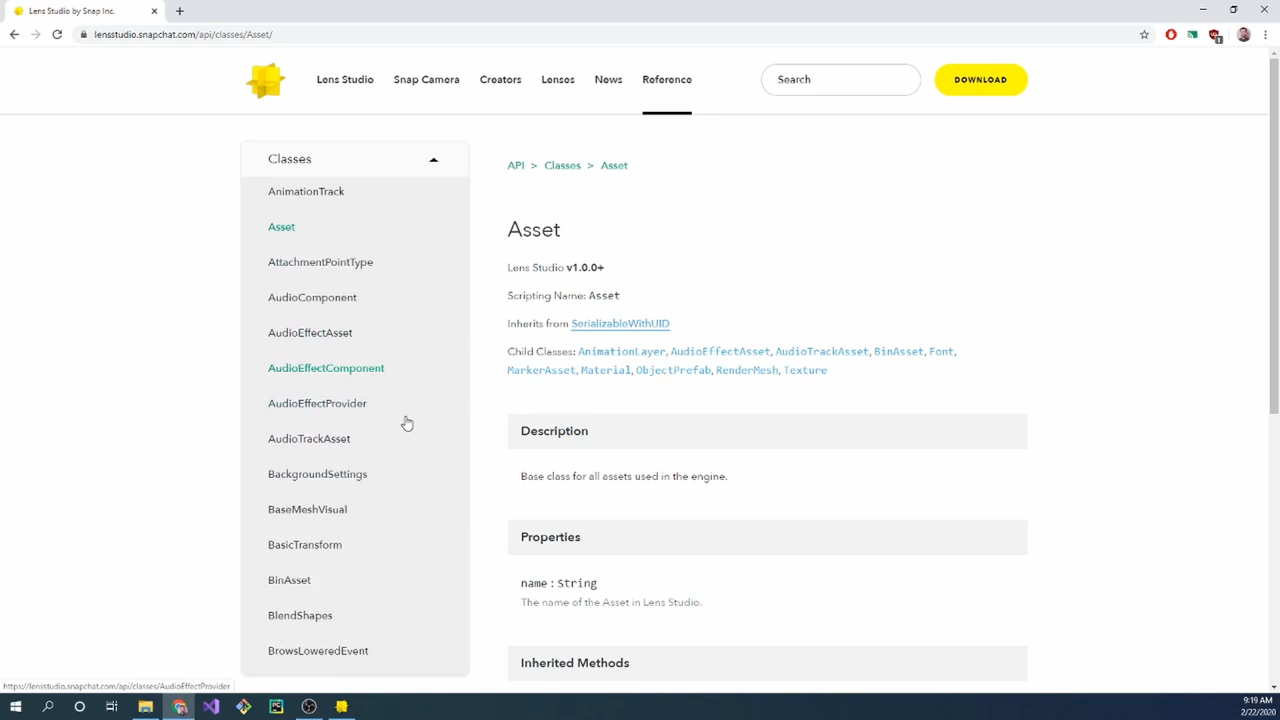 Lens Studio by Snap Inc.
lensstudio.snapchat.com/api/classes/Asset/
Lens Studio
Snap Camera
Creators
Lenses
News
Reference
Search
DOWNLOAD
Classes
AnimationTrack
Asset
AttachmentPointType
AudioComponent
AudioEffectAsset
AudioEffectComponent
AudioEffectProvider
AudioTrackAsset
BackgroundSettings
BaseMeshVisual
BasicTransform
BinAsset
BlendShapes
BrowsLoweredEvent
API > Classes > Asset
Asset
Lens Studio v1.0.0+
Scripting Name: Asset
Inherits from SerializableWithUID
Child Classes: AnimationLayer, AudioEffectAsset, AudioTrackAsset, BinAsset, Font,
MarkerAsset, Material, ObjectPrefab, RenderMesh, Texture
Description
Base class for all assets used in the engine.
Properties
name : String
The name of the Asset in Lens Studio.
Inherited Methods
https://lensstudio.snapchat.com/api/classes/AudioEffectProvider
9:19 AM
2/22/2020